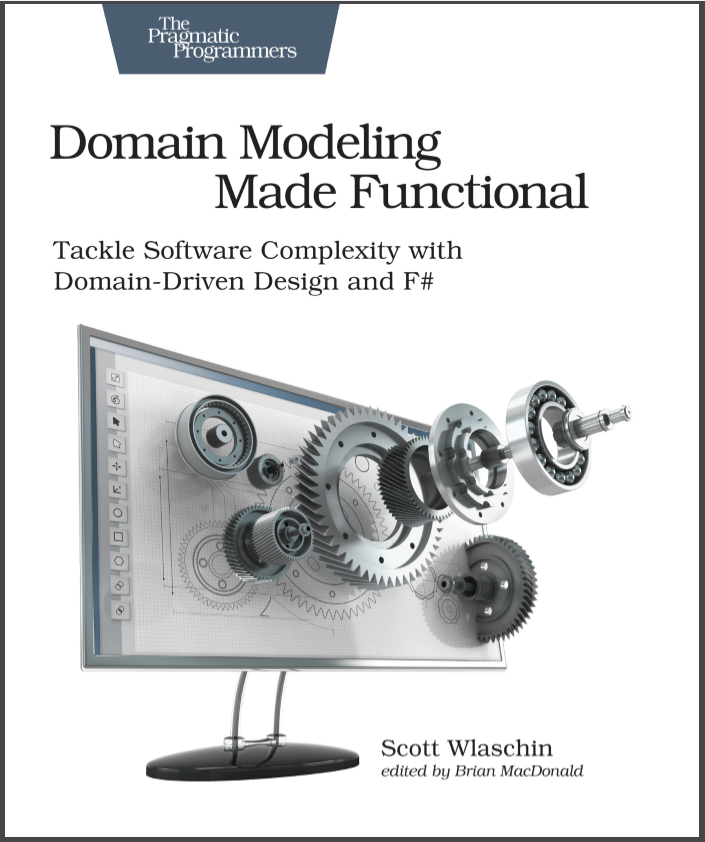 The
Pragmatic
Programmers
Domain Modeling
Made Functional
Tackle Software Complexity with
Domain-Driven Design and F#
Scott Wlaschin
edited by Brian MacDonald